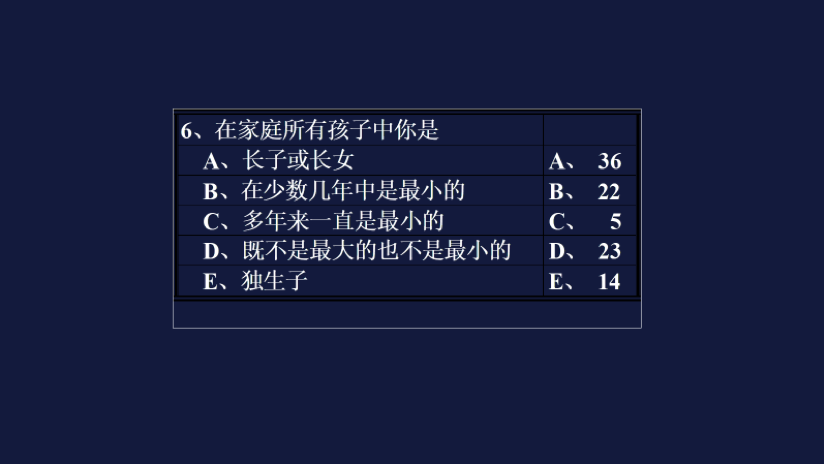 6、在家庭所有孩子中你是
A、长子或长女 A、 36
B、在少数几年中是最小的 B、 22
C、多年来一直是最小的 C、 5
D、既不是最大的也不是最小的 D、 23
E、独生子 E、 14